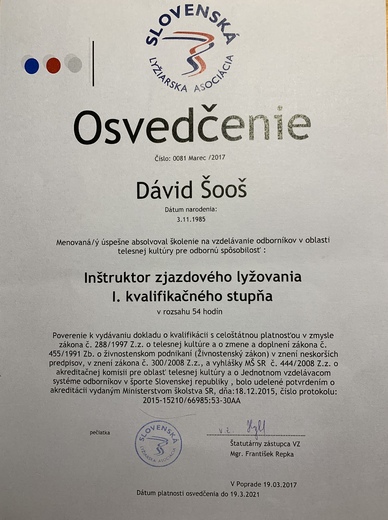 SLOVENSKÁ
LYŽIARSKA ASOCIÁCIA
Osvedčenie
Číslo: 0081 Marec /2017
Dávid Šooš
Dátum narodenia:
3.11.1985
Menovaná/ý úspešne absolvoval školenie na vzdelávanie odborníkov v oblasti
telesnej kultúry pre odbornú spôsobilosť :
Inštruktor zjazdového lyžovania
I. kvalifikačného stupňa
v rozsahu 54 hodín
Poverenie k vydávaniu dokladu o kvalifikácii s celoštátnou platnosťou v zmysle
zákona č. 288/1997 Z.z. o telesnej kultúre a o zmene a doplnení zákona č.
455/1991 Zb. o živnostenskom podnikaní (Živnostenský zákon) v znení neskorších
predpisov, v znení zákona č. 300/2008 Z.z., a vyhlášky MŠ SR č. 444/2008 Z.z. o
akreditačnej komisii pre oblasť telesnej kultúry a o Jednotnom vzdelávacom
systéme odborníkov v športe Slovenskej republiky , bolo udelené potvrdením o
akreditácii vydaným Ministerstvom školstva SR, dňa:18.12.2015, číslo protokolu:
2015-15210/66985:53-30AA
pečiatka
SLOVENSKÁ
LYŽIARSKA ASOCIÁCIA
Štatutárny zástupca VZ
Mgr. František Repka
V Poprade 19.03.2017
Dátum platnosti osvedčenia do 19.3.2021